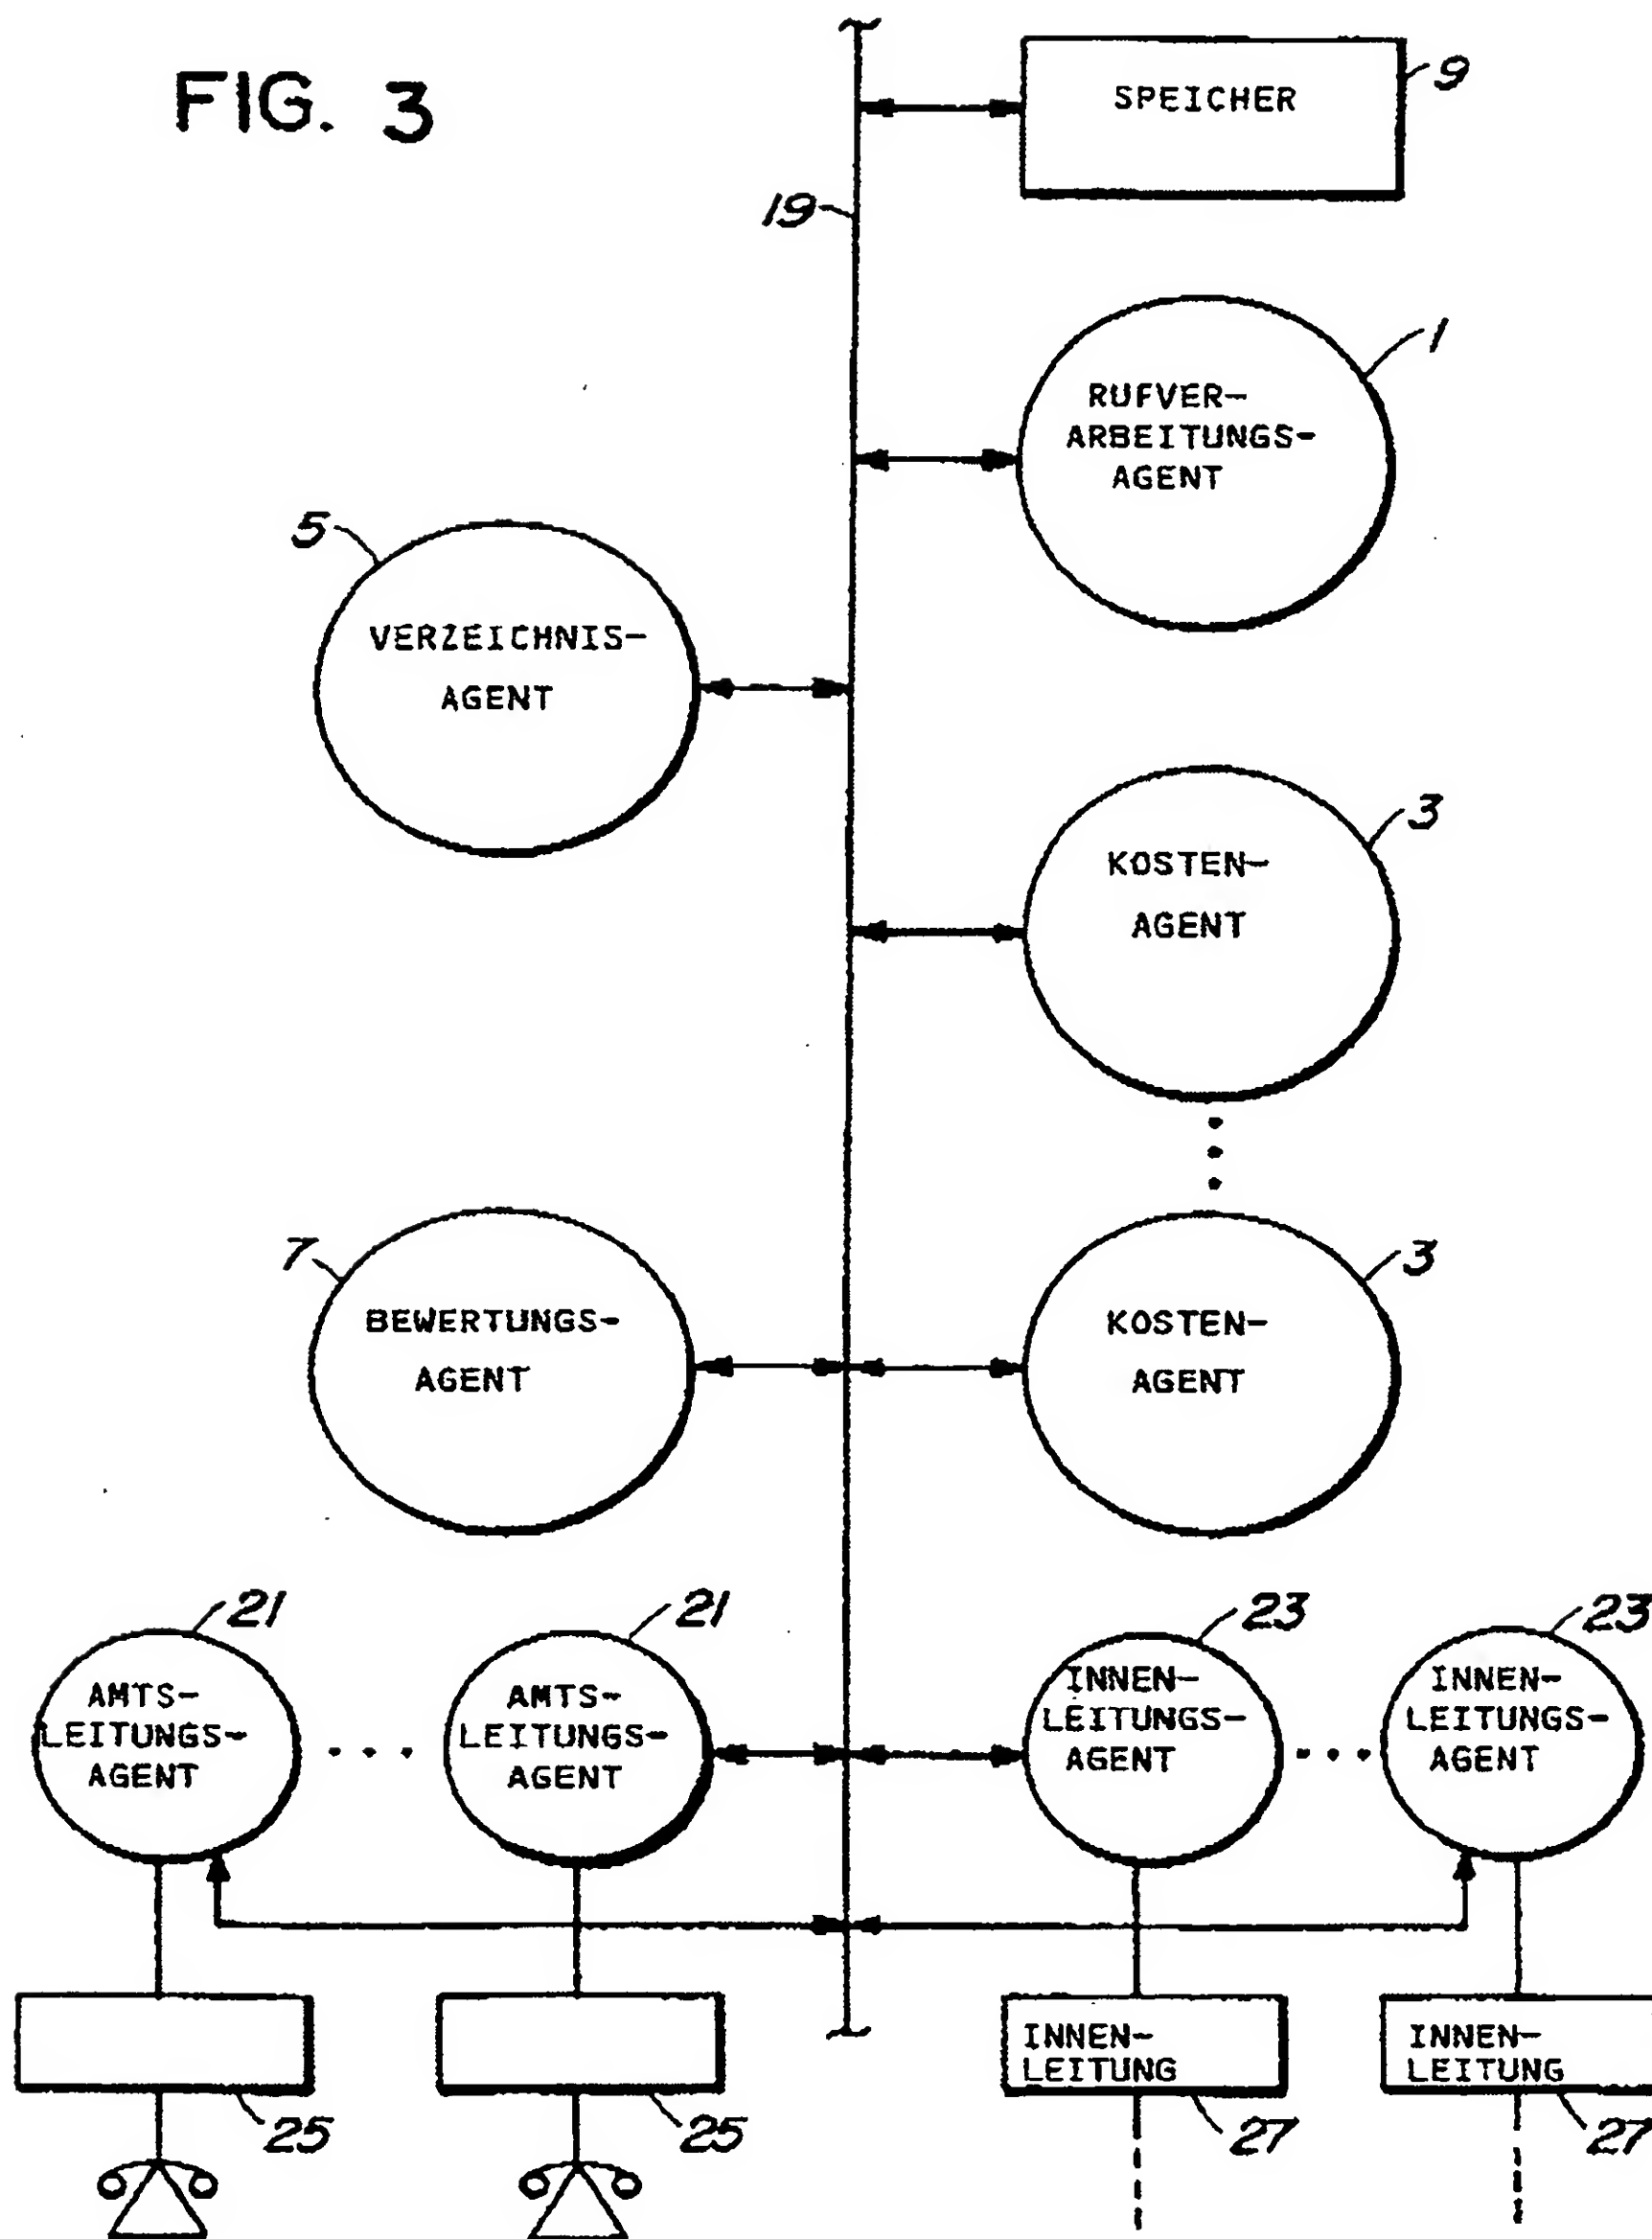 FIG. 3
SPEICHER
9
19
1
RUFVER-
ARBEITUNGS-
AGENT
5
VERZEICHNIS-
AGENT
3
KOSTEN-
AGENT
7
BEWERTUNGS-
AGENT
3
KOSTEN-
AGENT
21
AMTS-
LEITUNGS-
AGENT
21
AMTS-
LEITUNGS-
AGENT
23
INNEN-
LEITUNGS-
AGENT
23
INNEN-
LEITUNGS-
AGENT
25
25
INNEN-
LEITUNG
27
INNEN-
LEITUNG
27